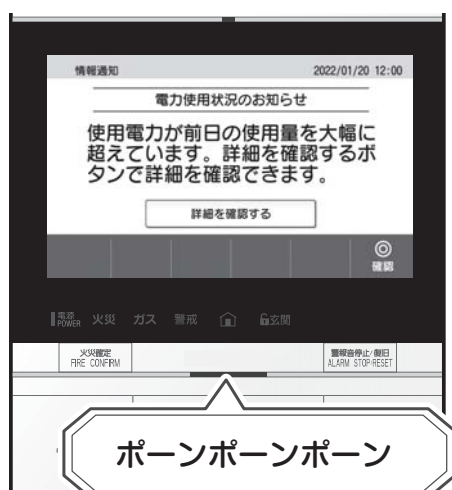 情報通知 2022/01/20 12:00
電力使用状況のお知らせ
使用電力が前日の使用量を大幅に
超えています。詳細を確認するボ
タンで詳細を確認できます。
詳細を確認する
確認
電源 火災 ガス 警戒 玄関
POWER
火災確定 警報音停止/復旧
FIRE CONFIRM ALARM STOP・RESET
ポーンポーンポーン